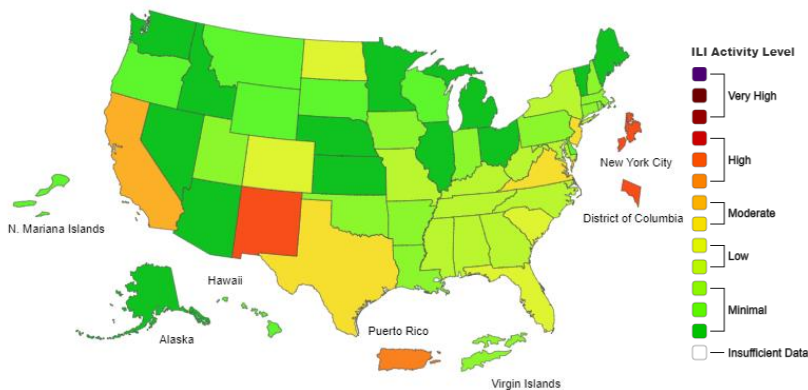 ILI Activity Level
Very High
High
Moderate
Low
Minimal
Insufficient Data
New York City
District of Columbia
N. Mariana Islands
Hawaii
Alaska
Puerto Rico
Virgin Islands